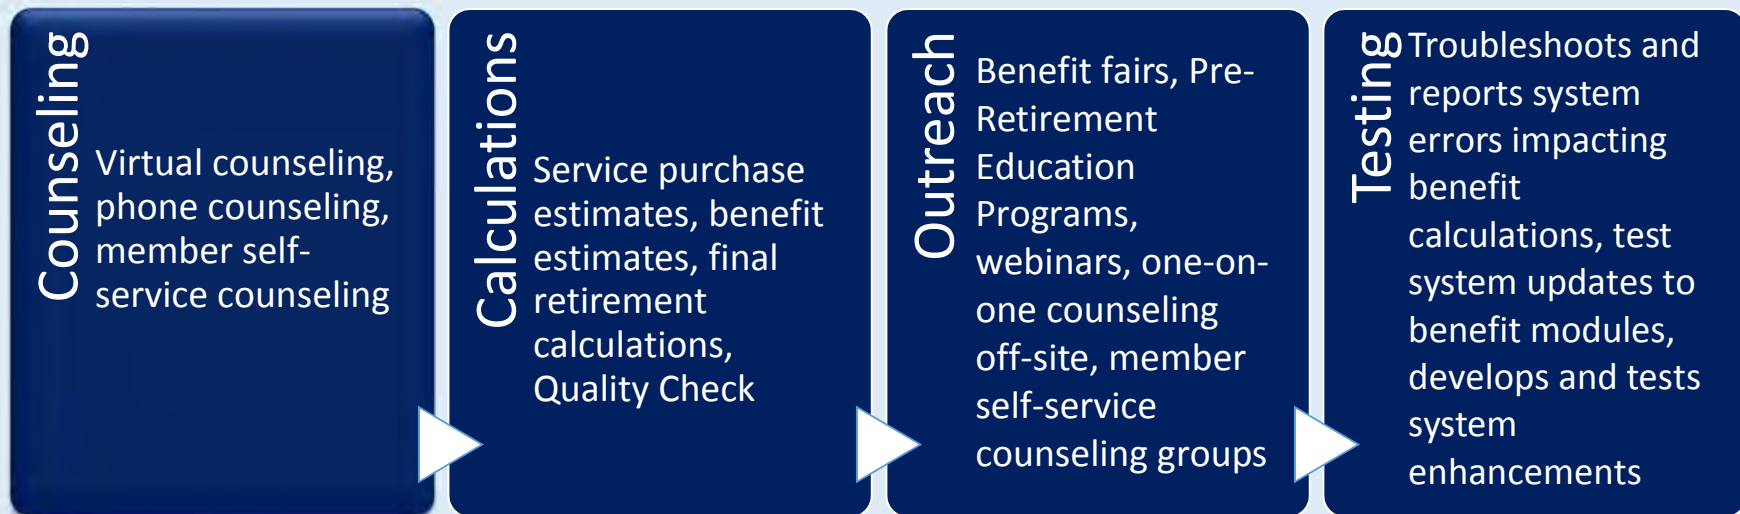 Counseling
Virtual counseling,
phone counseling,
member self-
service counseling
Calculations
Service purchase
estimates, benefit
estimates, final
retirement
calculations,
Quality Check
Outreach
Benefit fairs, Pre-
Retirement
Education
Programs,
webinars, one-on-
one counseling
off-site, member
self-service
counseling groups
Testing
Troubleshoots and
reports system
errors impacting
benefit
calculations, test
system updates to
benefit modules,
develops and tests
system
enhancements